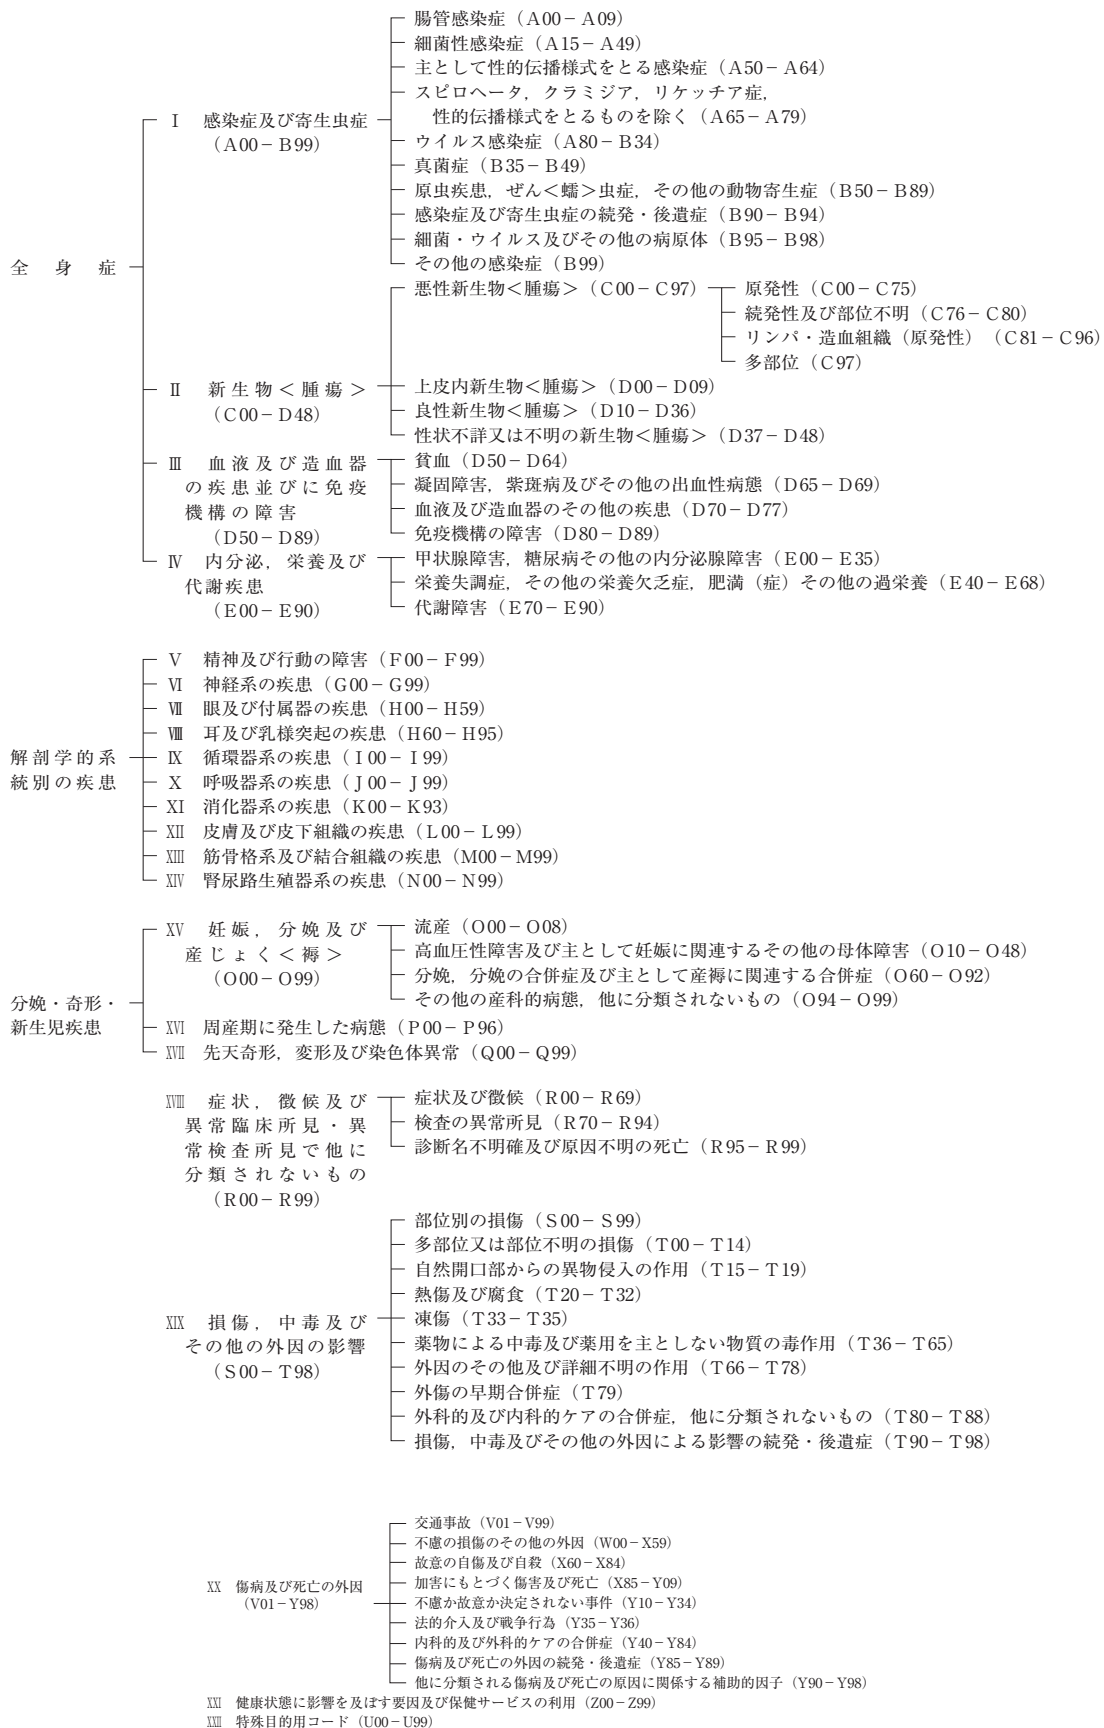 全身症
Ⅰ 感染症及び寄生虫症
(A00-B99)
腸管感染症(A00-A09)
細菌性感染症(A15-A49)
主として性的伝播様式をとる感染症(A50-A64)
スピロヘータ,クラミジア,リケッチア症,
性的伝播様式をとるものを除く(A65-A79)
ウイルス感染症(A80-B34)
真菌症(B35-B49)
原虫疾患,ぜん<蠕>虫症,その他の動物寄生症(B50-B89)
感染症及び寄生虫症の続発・後遺症(B90-B94)
細菌・ウイルス及びその他の病原体(B95-B98)
その他の感染症(B99)
Ⅱ 新生物<腫瘍>
(C00-D48)
悪性新生物<腫瘍>(C00-C97)
原発性(C00-C75)
続発性及び部位不明(C76-C80)
リンパ・造血組織(原発性)(C81-C96)
多部位(C97)
上皮内新生物<腫瘍>(D00-D09)
良性新生物<腫瘍>(D10-D36)
性状不詳又は不明の新生物<腫瘍>(D37-D48)
Ⅲ 血液及び造血器
の疾患並びに免疫
機構の障害
(D50-D89)
貧血(D50-D64)
凝固障害,紫斑病及びその他の出血性病態(D65-D69)
血液及び造血器のその他の疾患(D70-D77)
免疫機構の障害(D80-D89)
Ⅳ 内分泌,栄養及び
代謝疾患
(E00-E90)
甲状腺障害,糖尿病その他の内分泌腺障害(E00-E35)
栄養失調症,その他の栄養欠乏症,肥満(症)その他の過栄養(E40-E68)
代謝障害(E70-E90)
解剖学的系
統別の疾患
Ⅴ 精神及び行動の障害(F00-F99)
Ⅵ 神経系の疾患(G00-G99)
Ⅶ 眼及び付属器の疾患(H00-H59)
Ⅷ 耳及び乳様突起の疾患(H60-H95)
Ⅸ 循環器系の疾患(I00-I99)
Ⅹ 呼吸器系の疾患(J00-J99)
ⅩⅠ 消化器系の疾患(K00-K93)
ⅩⅡ 皮膚及び皮下組織の疾患(L00-L99)
ⅩⅢ 筋骨格系及び結合組織の疾患(M00-M99)
ⅩⅣ 腎尿路生殖器系の疾患(N00-N99)
分娩・奇形・
新生児疾患
ⅩⅤ 妊娠,分娩及び
産じょく<褥>
(O00-O99)
流産(O00-O08)
高血圧性障害及び主として妊娠に関連するその他の母体障害(O10-O48)
分娩,分娩の合併症及び主として産褥に関連する合併症(O60-O92)
その他の産科的病態,他に分類されないもの(O94-O99)
ⅩⅥ 周産期に発生した病態(P00-P96)
ⅩⅦ 先天奇形,変形及び染色体異常(Q00-Q99)
ⅩⅧ 症状,徴候及び
異常臨床所見・異
常検査所見で他に
分類されないもの
(R00-R99)
症状及び徴候(R00-R69)
検査の異常所見(R70-R94)
診断名不明確及び原因不明の死亡(R95-R99)
ⅩⅨ 損傷,中毒及び
その他の外因の影響
(S00-T98)
部位別の損傷(S00-S99)
多部位又は部位不明の損傷(T00-T14)
自然開口部からの異物侵入の作用(T15-T19)
熱傷及び腐食(T20-T32)
凍傷(T33-T35)
薬物による中毒及び薬用を主としない物質の毒作用(T36-T65)
外因のその他及び詳細不明の作用(T66-T78)
外傷の早期合併症(T79)
外科的及び内科的ケアの合併症,他に分類されないもの(T80-T88)
損傷,中毒及びその他の外因による影響の続発・後遺症(T90-T98)
ⅩⅩ 傷病及び死亡の外因
(V01-Y98)
交通事故(V01-V99)
不慮の損傷のその他の外因(W00-X59)
故意の自傷及び自殺(X60-X84)
加害にもとづく傷害及び死亡(X85-Y09)
不慮か故意か決定されない事件(Y10-Y34)
法的介入及び戦争行為(Y35-Y36)
内科的及び外科的ケアの合併症(Y40-Y84)
傷病及び死亡の外因の続発・後遺症(Y85-Y89)
他に分類される傷病及び死亡の原因に関係する補助的因子(Y90-Y98)
ⅩⅪ 健康状態に影響を及ぼす要因及び保健サービスの利用(Z00-Z99)
ⅩⅫ 特殊目的用コード(U00-U99)